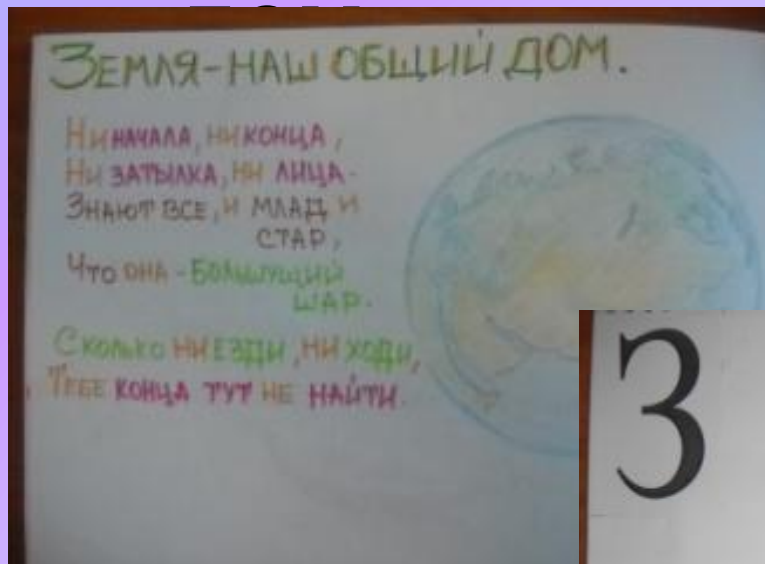 ЗЕМЛЯ-НАШ ОБЩИЙ ДОМ.
НИ НАЧАЛА, НИ КОНЦА,
НИ ЗАТЫЛКА, НИ ЛИЦА-
ЗНАЮТ ВСЕ, И МЛАД И
СТАР,
ЧТО ОНА-БОЛЬШУЩИЙ
ШАР.
СКОЛЬКО НИ ЕЗДИ, НИ ХОДИ,
ТЕБЕ КОНЦА ТУТ НЕ НАЙТИ.
З